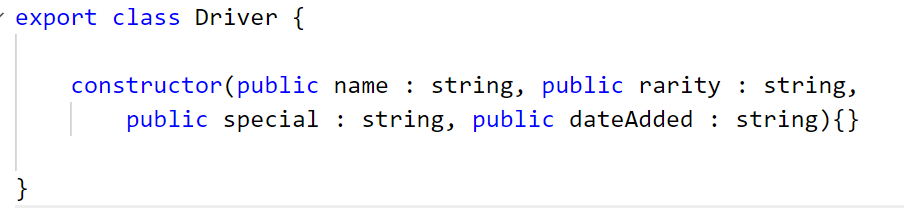 export class Driver {
constructor(public name : string, public rarity : string,
public special : string, public dateAdded : string){}
}